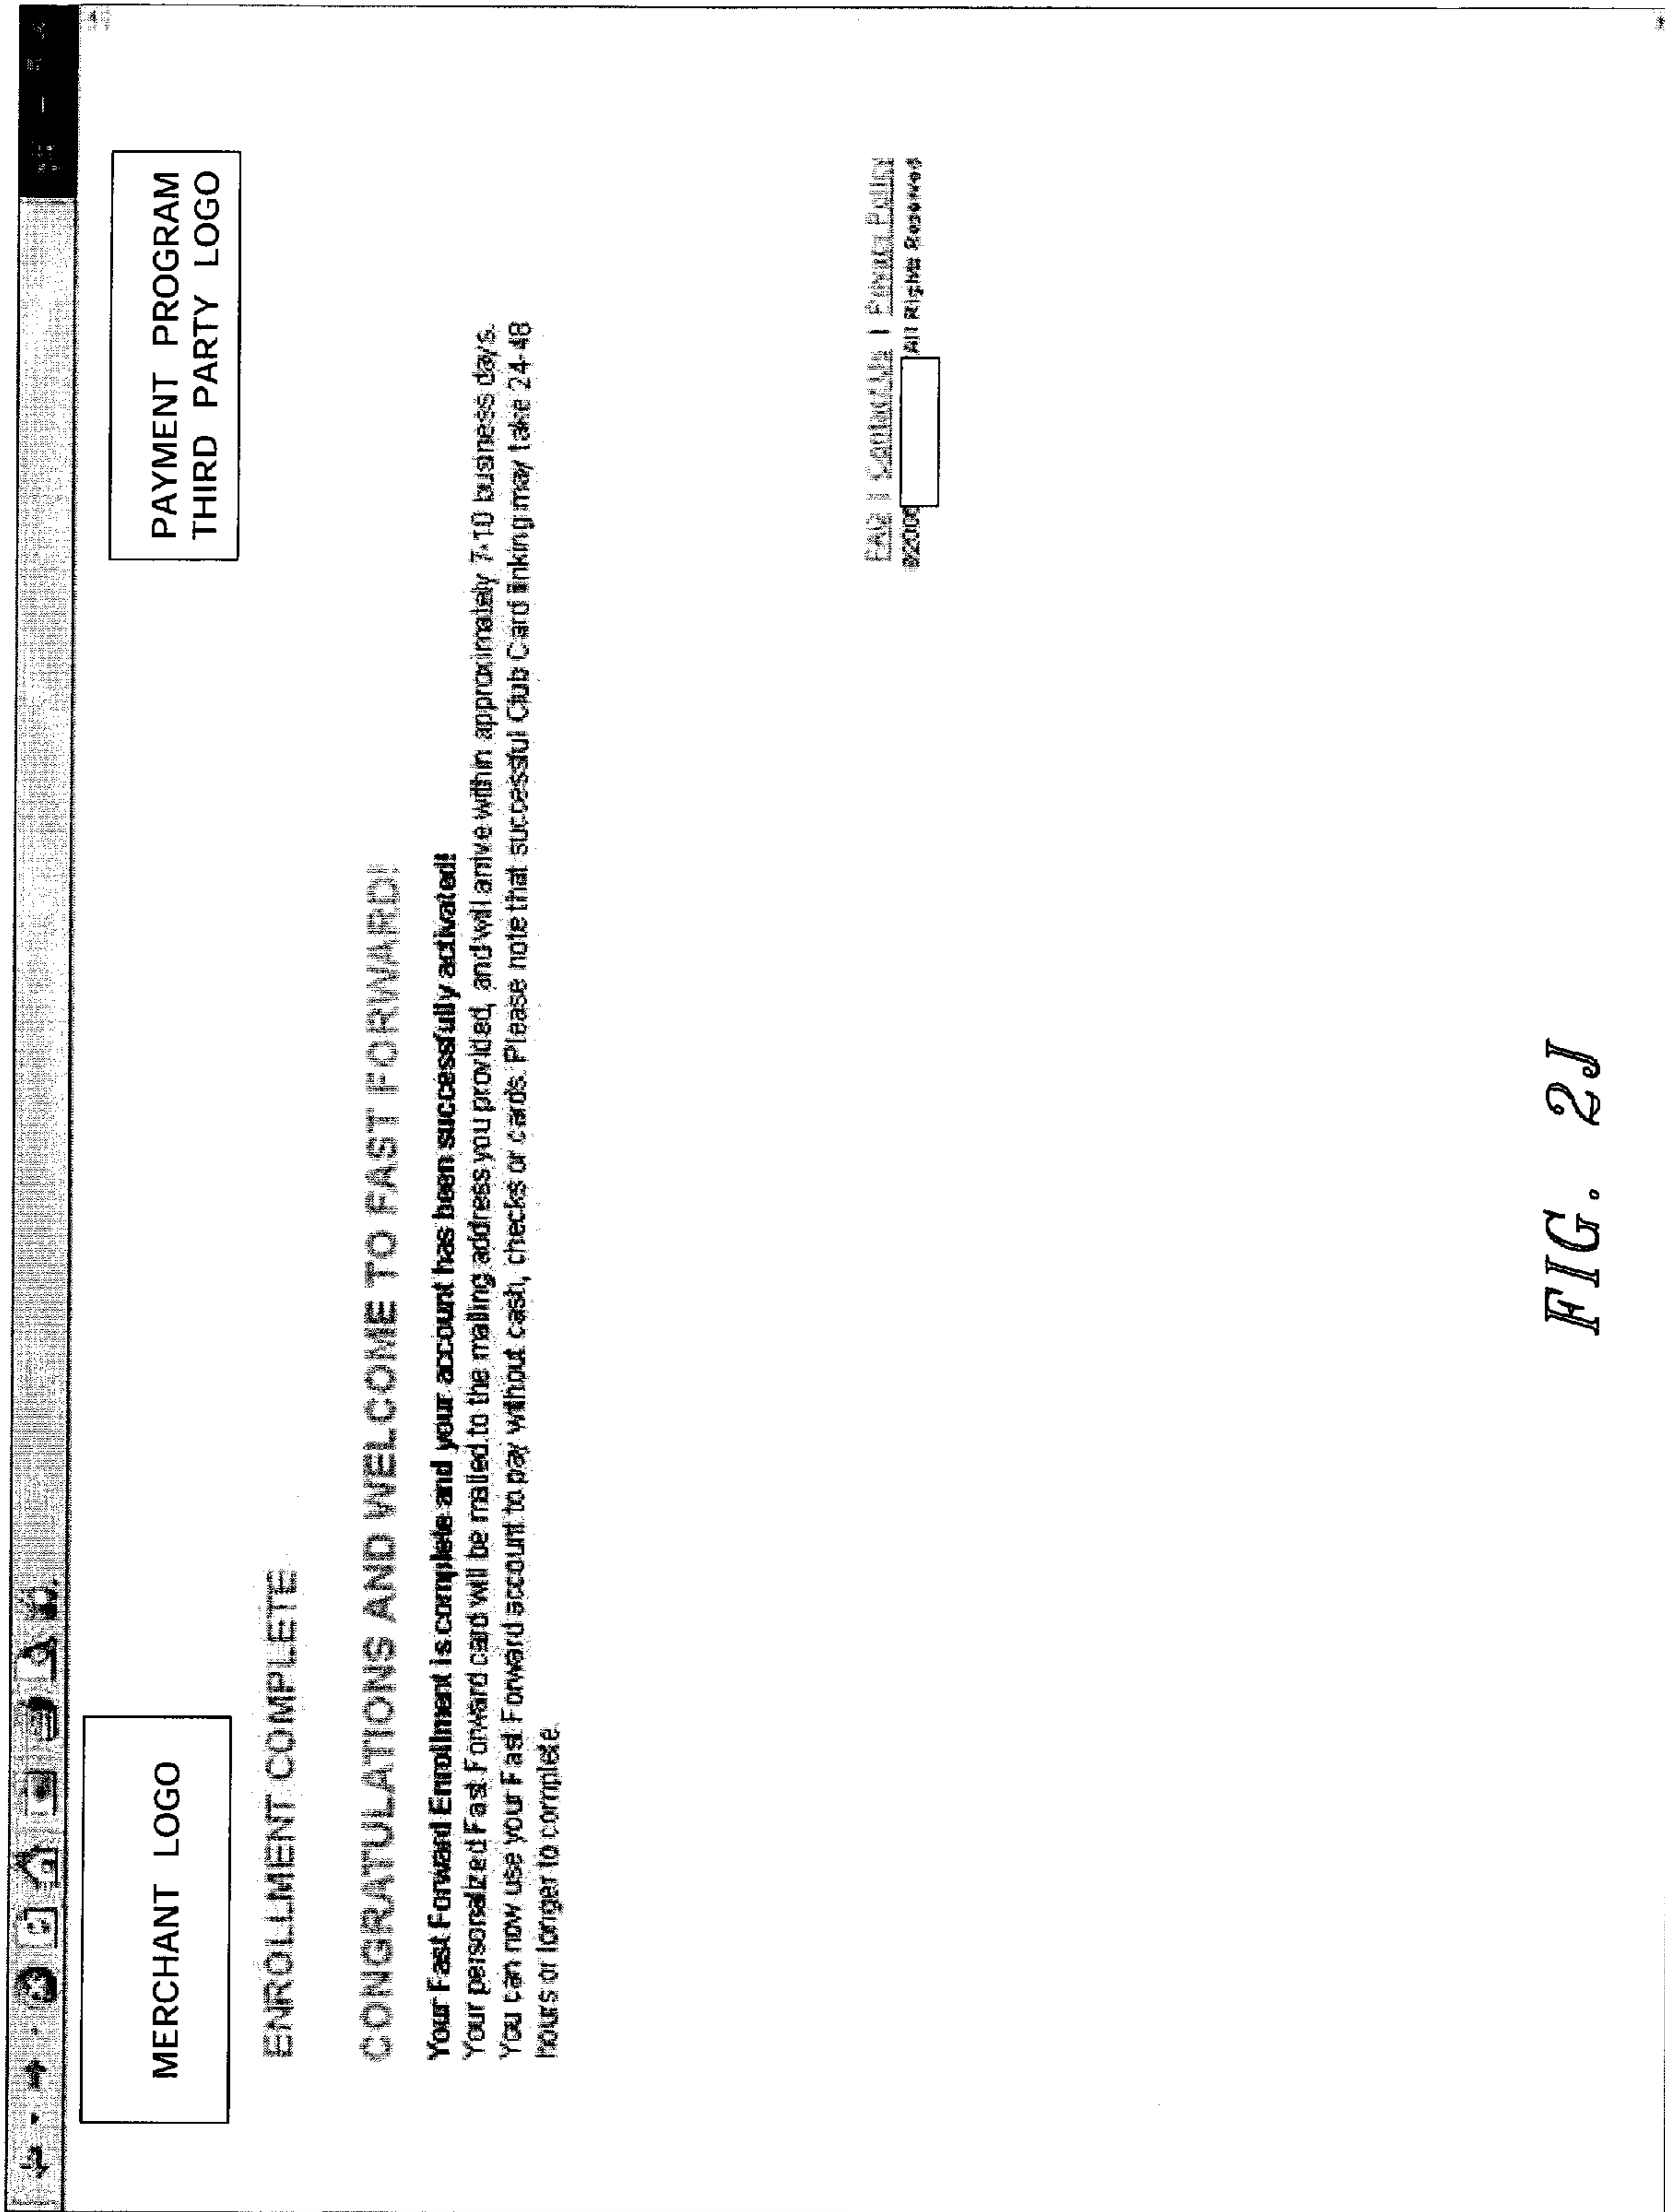 MERCHANT LOGO
PAYMENT PROGRAM
THIRD PARTY LOGO
ENROLLMENT COMPLETE
CONGRATULATIONS AND WELCOME TO FAST FORWARD!
Your Fast Forward Enrollment is complete and your account has been successfully activated!
Your personalized Fast Forward card will be mailed to the mailing address you provided, and will arrive within approximately 7-10 business days.
You can now use your Fast Forward account to pay without cash, checks or cards. Please note that successful Club Card linking may take 24-48
hours or longer to complete.
FAQ | Contact Us | Privacy Policy
All Rights Reserved
FIG. 2J